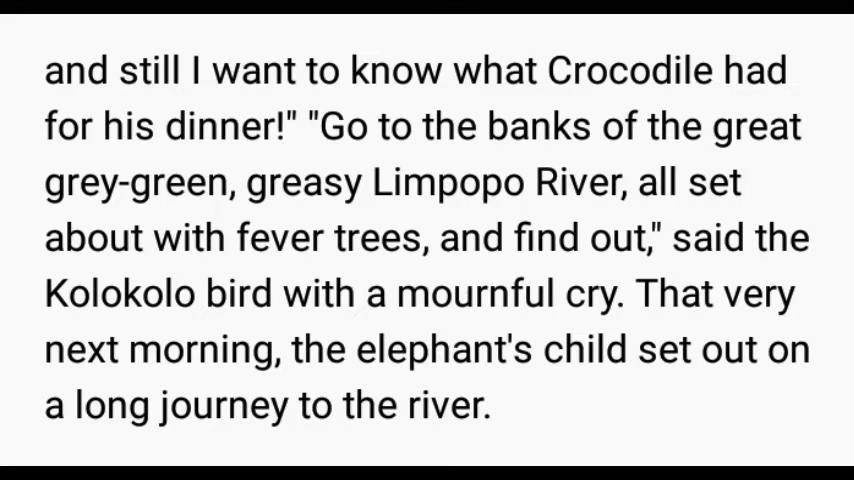 and still I want to know what Crocodile had
for his dinner!" "Go to the banks of the great
grey-green, greasy Limpopo River, all set
about with fever trees, and find out," said the
Kolokolo bird with a mournful cry. That very
next morning, the elephant's child set out on
a long journey to the river.